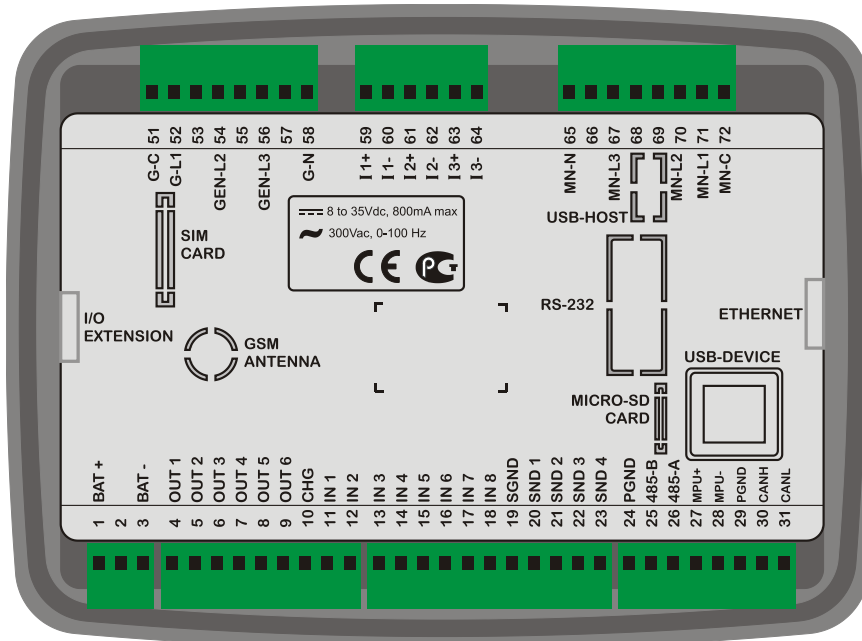 51 G-C
52 G-L1
53
54 GEN-L2
55
56 GEN-L3
57
58 G-N
59 I1+
60 I1-
61 I2+
62 I2-
63 I3+
64 I3-
65 MN-N
66
67 MN-L3
68
69
70 MN-L2
71 MN-L1
72 MN-C
8 to 35Vdc, 800mA max
300Vac, 0-100 Hz
CE
SIM
CARD
USB-HOST
RS-232
I/O
EXTENSION
GSM
ANTENNA
ETHERNET
USB-DEVICE
MICRO-SD
CARD
1 BAT +
2
3 BAT -
4 OUT 1
5 OUT 2
6 OUT 3
7 OUT 4
8 OUT 5
9 OUT 6
10 CHG
11 IN 1
12 IN 2
13 IN 3
14 IN 4
15 IN 5
16 IN 6
17 IN 7
18 IN 8
19 SGND
20 SND 1
21 SND 2
22 SND 3
23 SND 4
24 PGND
25 485-B
26 485-A
27 MPU+
28 MPU-
29 PGND
30 CANH
31 CANL